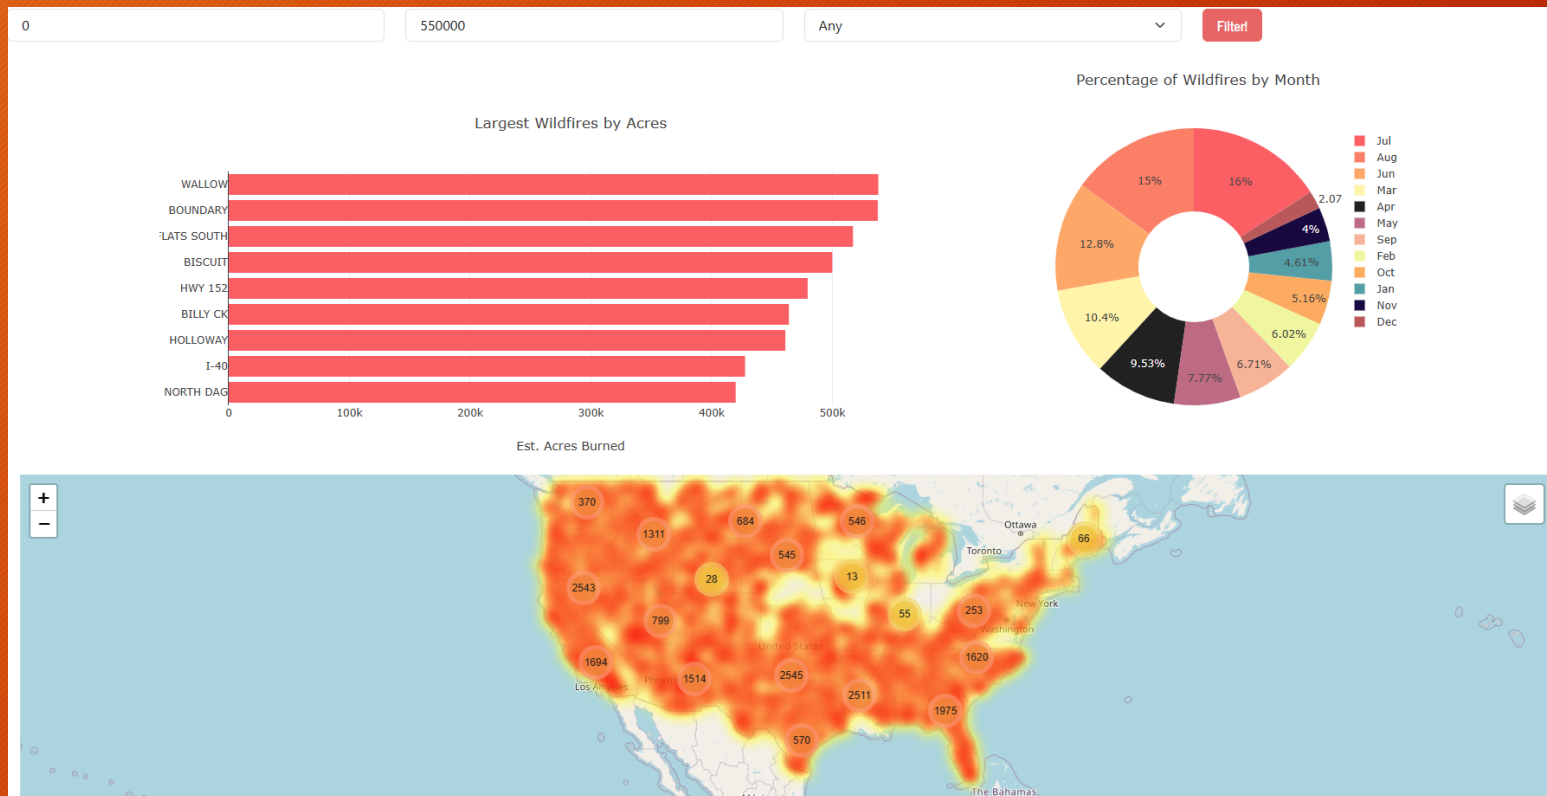 0
550000
Any
Filter!
Percentage of Wildfires by Month
Largest Wildfires by Acres
WALLOW
BOUNDARY
LATS SOUTH
BISCUIT
HWY 152
BILLY CK
HOLLOWAY
I-40
NORTH DAG
0 100k 200k 300k 400k 500k
Est. Acres Burned
16%
2.07
4%
4.61%
5.16%
6.02%
6.71%
7.77%
9.53%
10.4%
12.8%
15%
Jul
Aug
Jun
Mar
Apr
May
Sep
Feb
Oct
Jan
Nov
Dec
+
−
370
684
546
1311
545
Ottawa
66
Toronto
28
13
2543
55
253
New York
799
Washington
United States
1620
1694
1514
2545
Los Angeles
Phoenix
2511
1975
570
The Bahamas